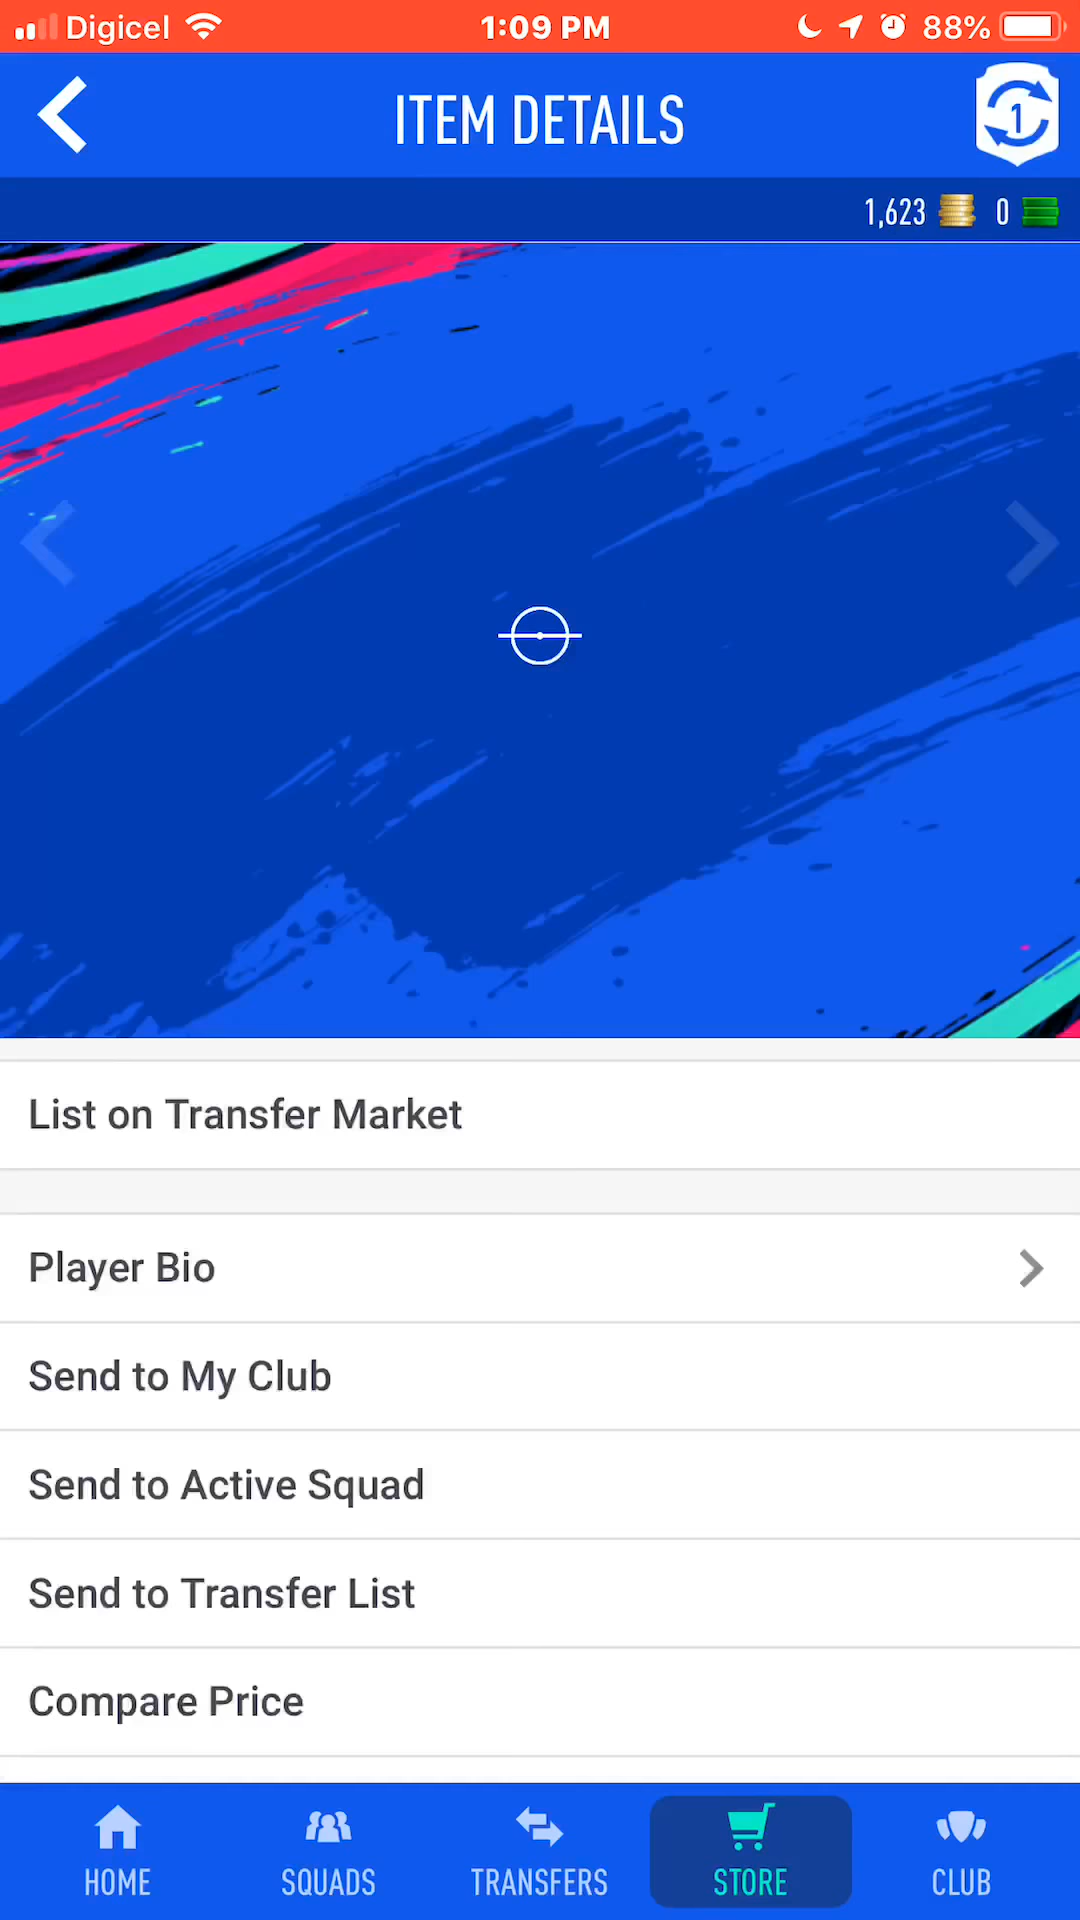 Digicel 1:09 PM 88%
ITEM DETAILS
1
1,623 0
List on Transfer Market
Player Bio
Send to My Club
Send to Active Squad
Send to Transfer List
Compare Price
HOME SQUADS TRANSFERS STORE CLUB